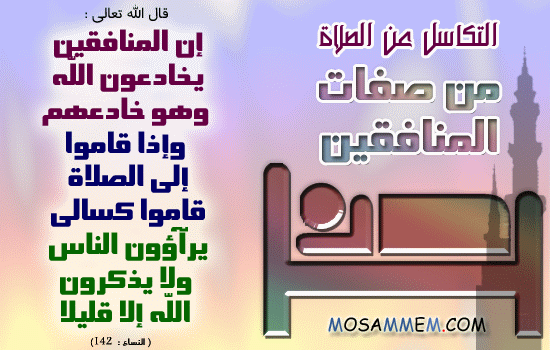 التكاسل عن الصلاة
من صفات
المنافقين
قال الله تعالى :
إن المنافقين
يخادعون الله
وهو خادعهم
وإذا قاموا
إلى الصلاة
قاموا كسالى
يرآؤون الناس
ولا يذكرون
الله إلا قليلا
( النساء : 142 )
MOSAMMEM.COM